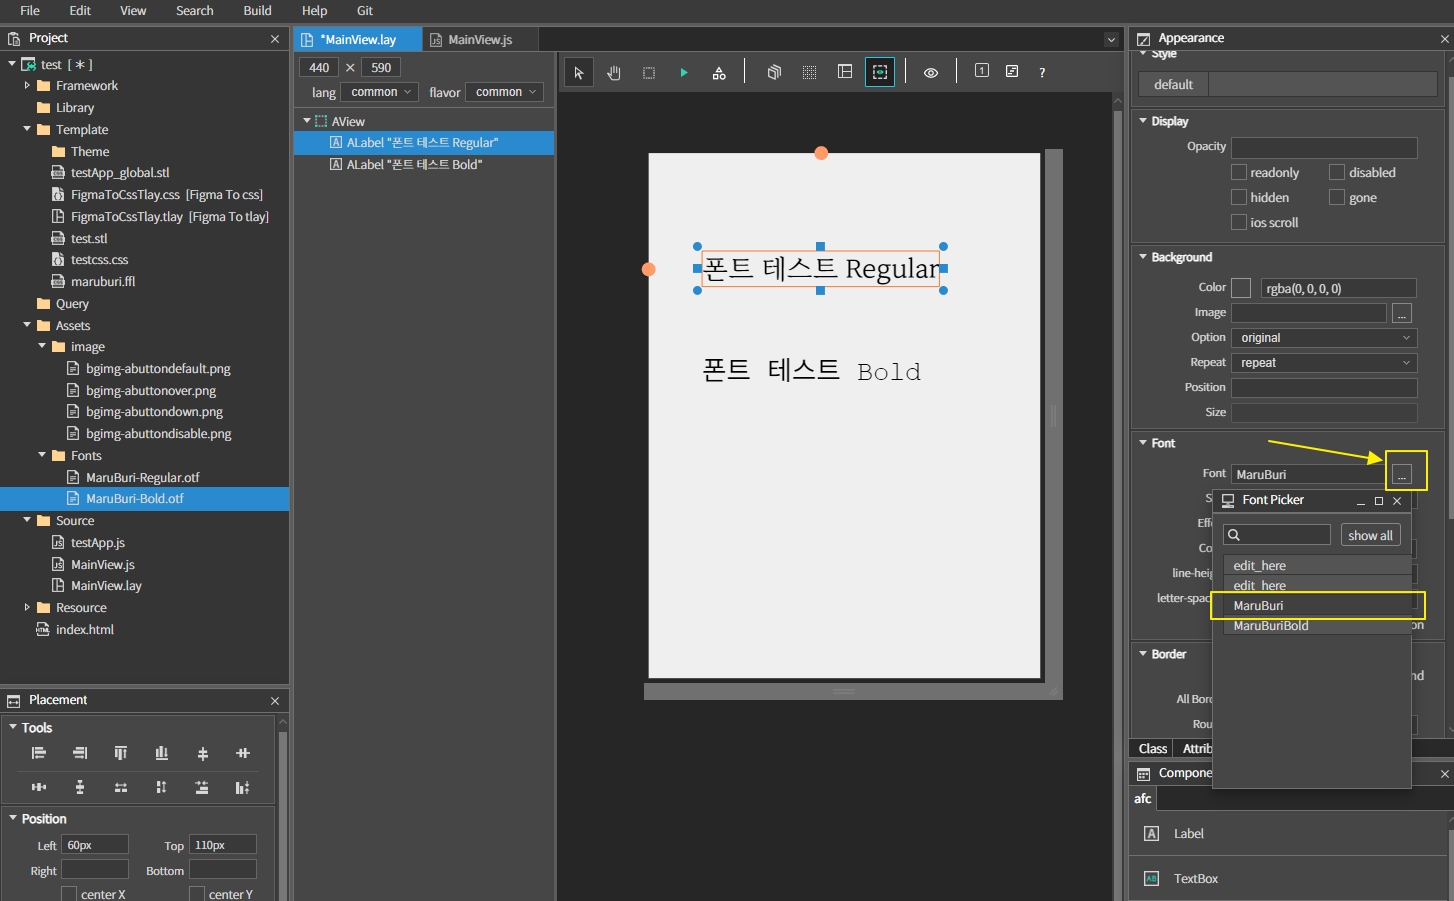 File Edit View Search Build Help Git
Project
test [ * ]
Framework
Library
Template
Theme
testApp_global.stl
FigmaToCssTlay.css [Figma To css]
FigmaToCssTlay.tlay [Figma To tlay]
test.stl
testcss.css
maruburi.ffl
Query
Assets
image
bgimg-abuttondefault.png
bgimg-abuttonover.png
bgimg-abuttondown.png
bgimg-abuttondisable.png
Fonts
MaruBuri-Regular.otf
MaruBuri-Bold.otf
Source
testApp.js
MainView.js
MainView.lay
Resource
index.html
Placement
Tools
Position
Left 60px Top 110px
Right Bottom
center X center Y
*MainView.lay MainView.js
440 × 590
lang common flavor common
AView
ALabel "폰트 테스트 Regular"
ALabel "폰트 테스트 Bold"
1 ?
폰트 테스트 Regular
폰트 테스트 Bold
Appearance
Style
default
Display
Opacity
readonly disabled
hidden gone
ios scroll
Background
Color rgba(0, 0, 0, 0)
Image ...
Option original
Repeat repeat
Position
Size
Font
Font MaruBuri ...
Font Picker
show all
edit_here
edit_here
MaruBuri
MaruBuriBold
line-heig
letter-spac
Border
All Bord
Rou
Class Attrib
Compone
afc
Label
TextBox